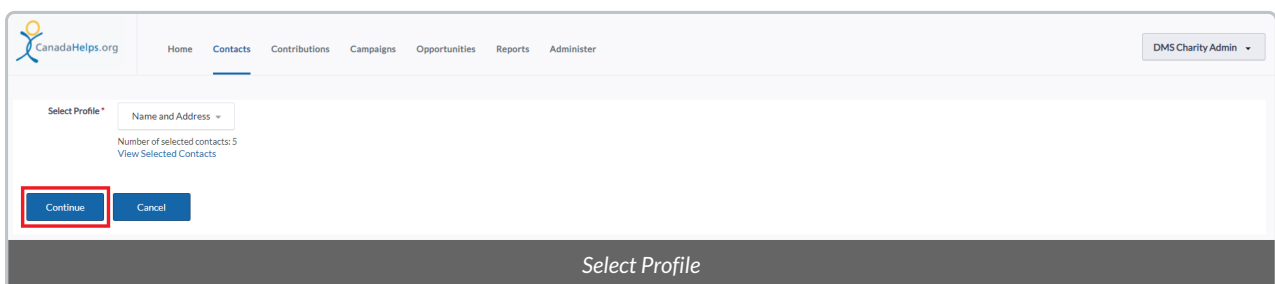 CanadaHelps.org Home Contacts Contributions Campaigns Opportunities Reports Administer DMS Charity Admin
Select Profile* Name and Address
Number of selected contacts: 5
View Selected Contacts
Continue Cancel
Select Profile